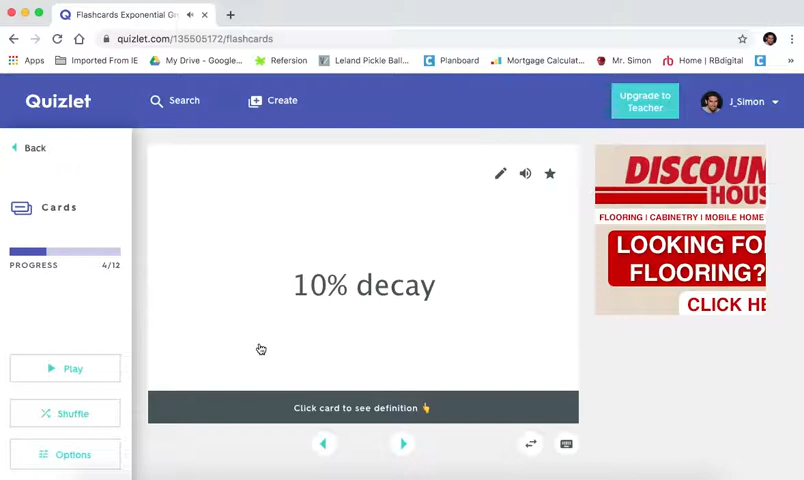 Flashcards Exponential Gr
quizlet.com/135505172/flashcards
Apps Imported From IE My Drive - Google... Refersion Leland Pickle Ball... Planboard Mortgage Calculat... Mr. Simon rb Home | RBdigital »
Quizlet Search Create Upgrade to Teacher J_Simon
Back
Cards
PROGRESS 4/12
Play
Shuffle
Options
10% decay
Click card to see definition
DISCOUN
HOUS
FLOORING | CABINETRY | MOBILE HOME
LOOKING FO
FLOORING?
CLICK HE